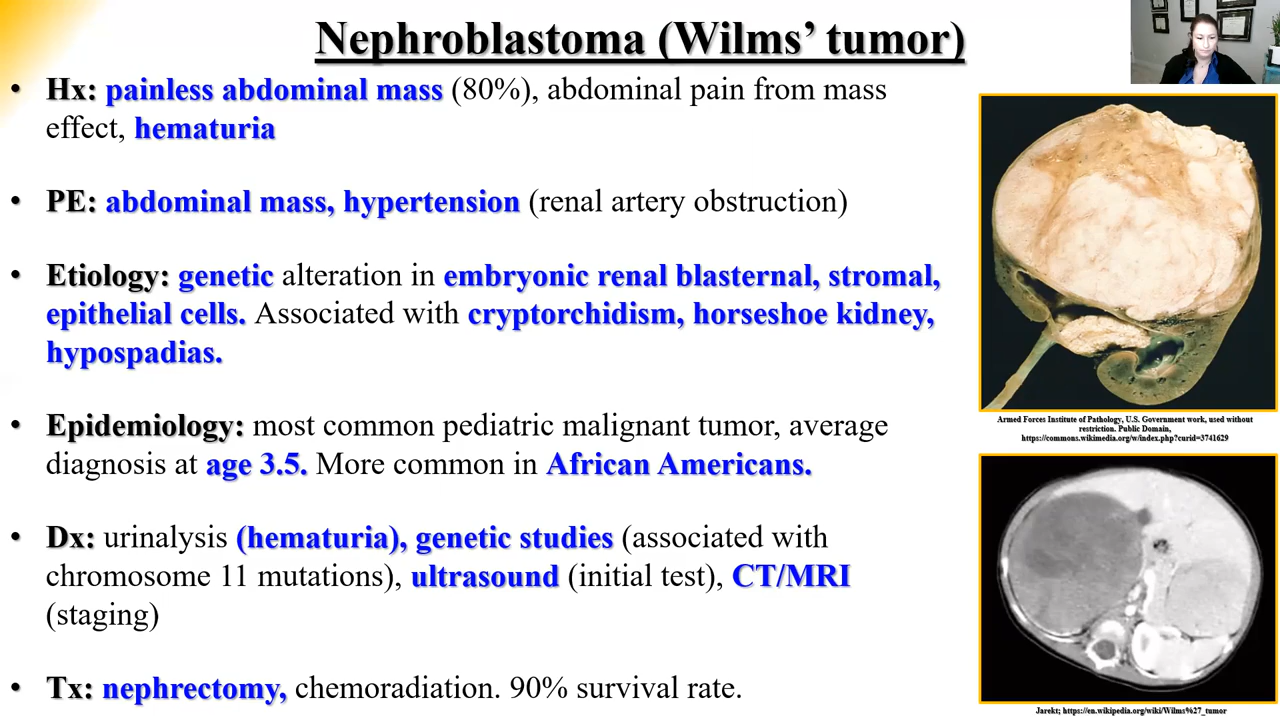 Nephroblastoma (Wilms’ tumor)
• Hx: painless abdominal mass (80%), abdominal pain from mass
effect, hematuria
• PE: abdominal mass, hypertension (renal artery obstruction)
• Etiology: genetic alteration in embryonic renal blasternal, stromal,
epithelial cells. Associated with cryptorchidism, horseshoe kidney,
hypospadias.
• Epidemiology: most common pediatric malignant tumor, average
diagnosis at age 3.5. More common in African Americans.
• Dx: urinalysis (hematuria), genetic studies (associated with
chromosome 11 mutations), ultrasound (initial test), CT/MRI
(staging)
• Tx: nephrectomy, chemoradiation. 90% survival rate.
Armed Forces Institute of Pathology, U.S. Government work, used without
restriction. Public Domain,
https://commons.wikimedia.org/w/index.php?curid=3741629
Jarekt; https://en.wikipedia.org/wiki/Wilms%27_tumor